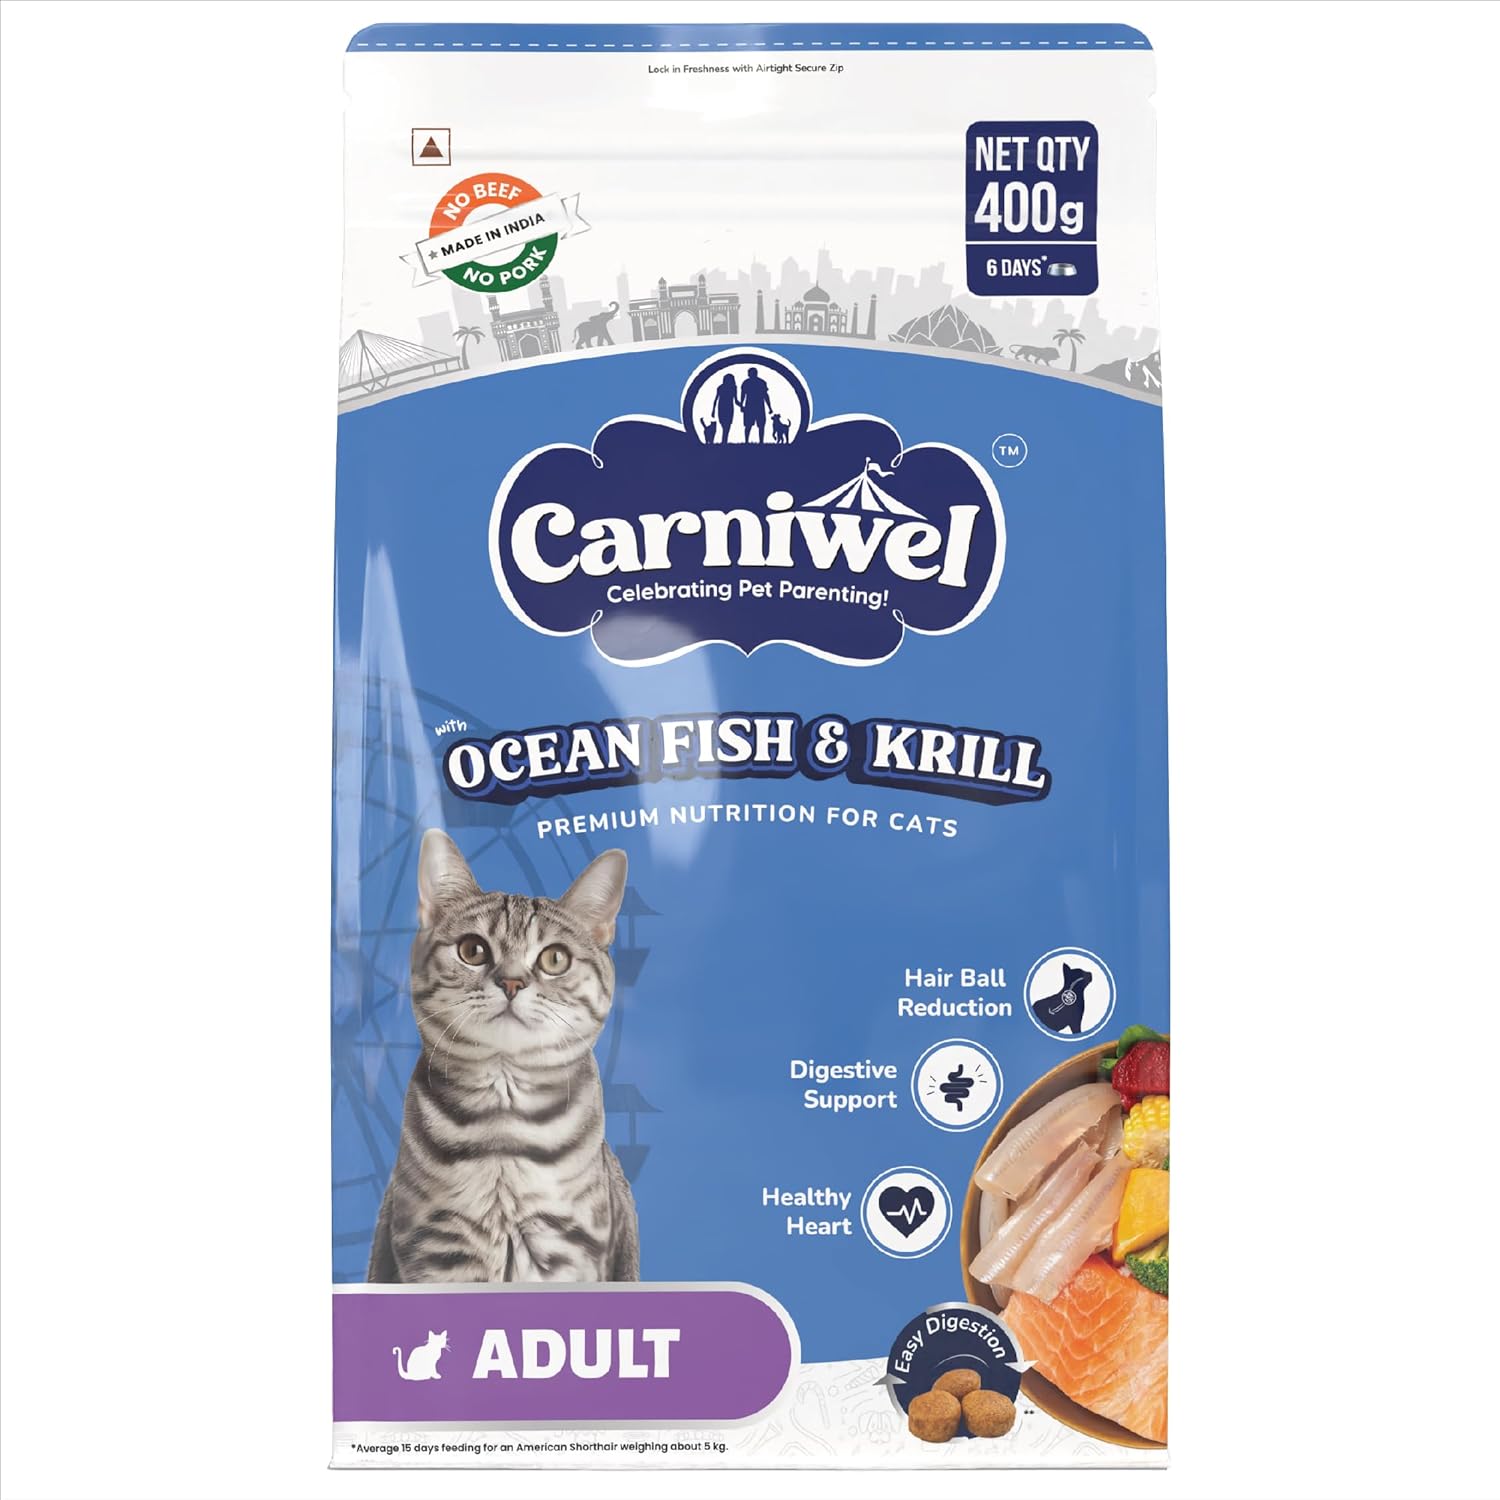 Lock in Freshness with Airtight Secure Zip
NO BEEF
MADE IN INDIA
NO PORK
NET QTY
400g
6 DAYS*
TM
Carniwel
Celebrating Pet Parenting!
with
OCEAN FISH & KRILL
PREMIUM NUTRITION FOR CATS
Hair Ball
Reduction
Digestive
Support
Healthy
Heart
Easy Digestion
**
ADULT
*Average 15 days feeding for an American Shorthair weighing about 5 kg.